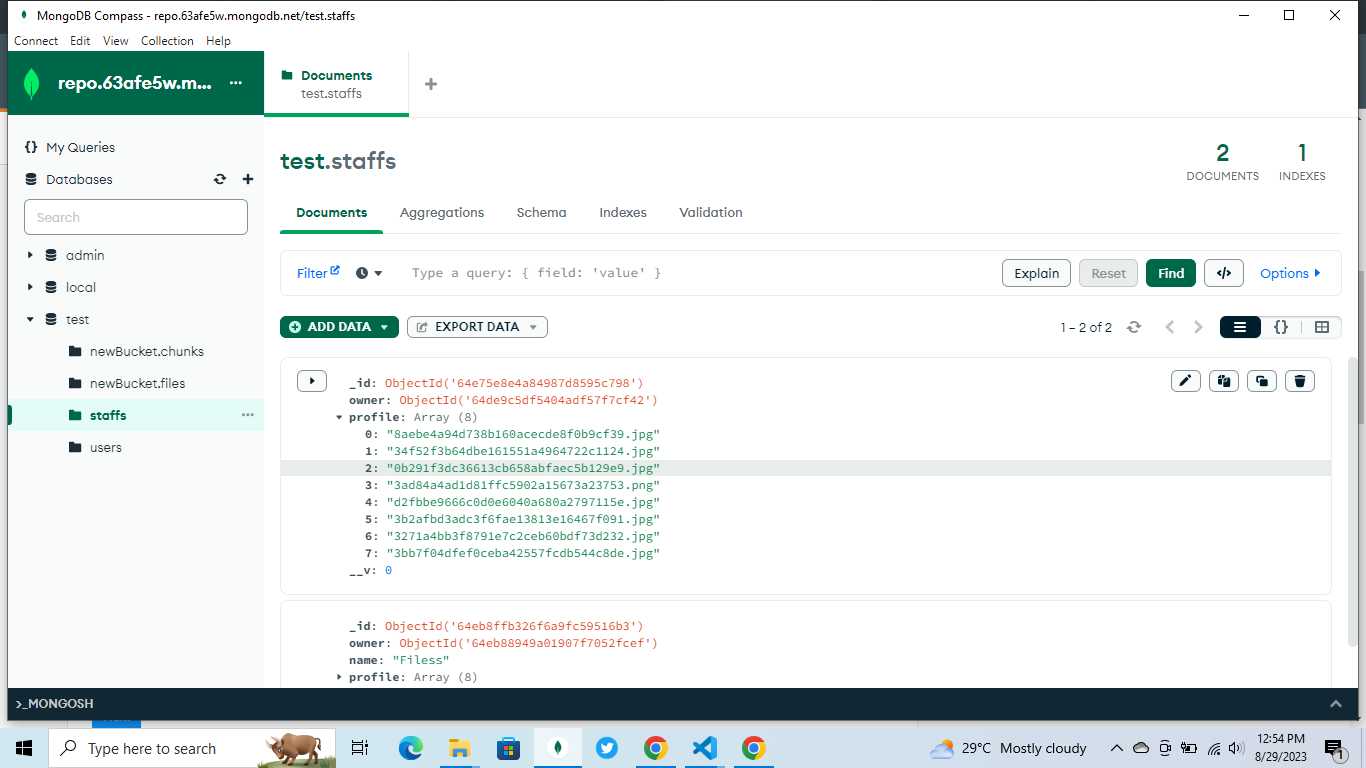 MongoDB Compass - repo.63afe5w.mongodb.net/test.staffs
Connect Edit View Collection Help
repo.63afe5w.m... ...
Documents
test.staffs
My Queries
Databases
Search
admin
local
test
newBucket.chunks
newBucket.files
staffs
users
test.staffs
2
DOCUMENTS
1
INDEXES
Documents Aggregations Schema Indexes Validation
Filter Type a query: { field: 'value' } Explain Reset Find </> Options
ADD DATA EXPORT DATA 1 – 2 of 2 {}
_id: ObjectId('64e75e8e4a84987d8595c798')
owner: ObjectId('64de9c5df5404adf57f7cf42')
profile: Array (8)
0: "8aebe4a94d738b160acecde8f0b9cf39.jpg"
1: "34f52f3b64dbe161551a4964722c1124.jpg"
2: "0b291f3dc36613cb658abfaec5b129e9.jpg"
3: "3ad84a4ad1d81ffc5902a15673a23753.png"
4: "d2fbbe9666c0d0e6040a680a2797115e.jpg"
5: "3b2afbd3adc3f6fae13813e16467f091.jpg"
6: "3271a4bb3f8791e7c2ceb60bdf73d232.jpg"
7: "3bb7f04dfef0ceba42557fcdb544c8de.jpg"
__v: 0
_id: ObjectId('64eb8ffb326f6a9fc59516b3')
owner: ObjectId('64eb88949a01907f7052fcef')
name: "Filess"
profile: Array (8)
>_MONGOSH
Type here to search
29°C Mostly cloudy
12:54 PM
8/29/2023
1